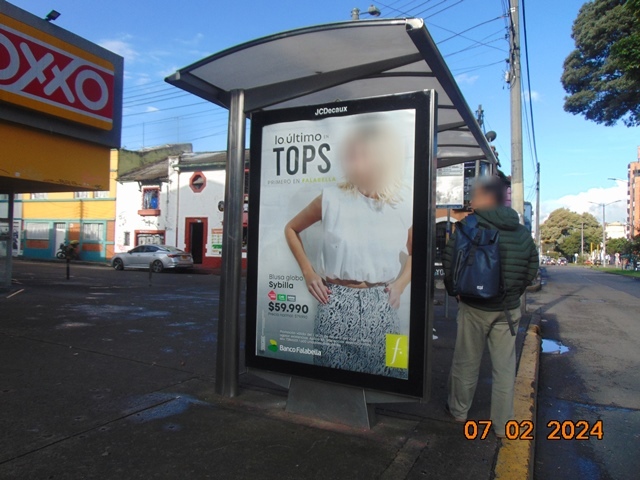 OXXO
JCDecaux
lo último en
TOPS
PRIMERO EN FALABELLA
Blusa globo
Sybilla
$59.990
Banco Falabella
f.
07 02 2024